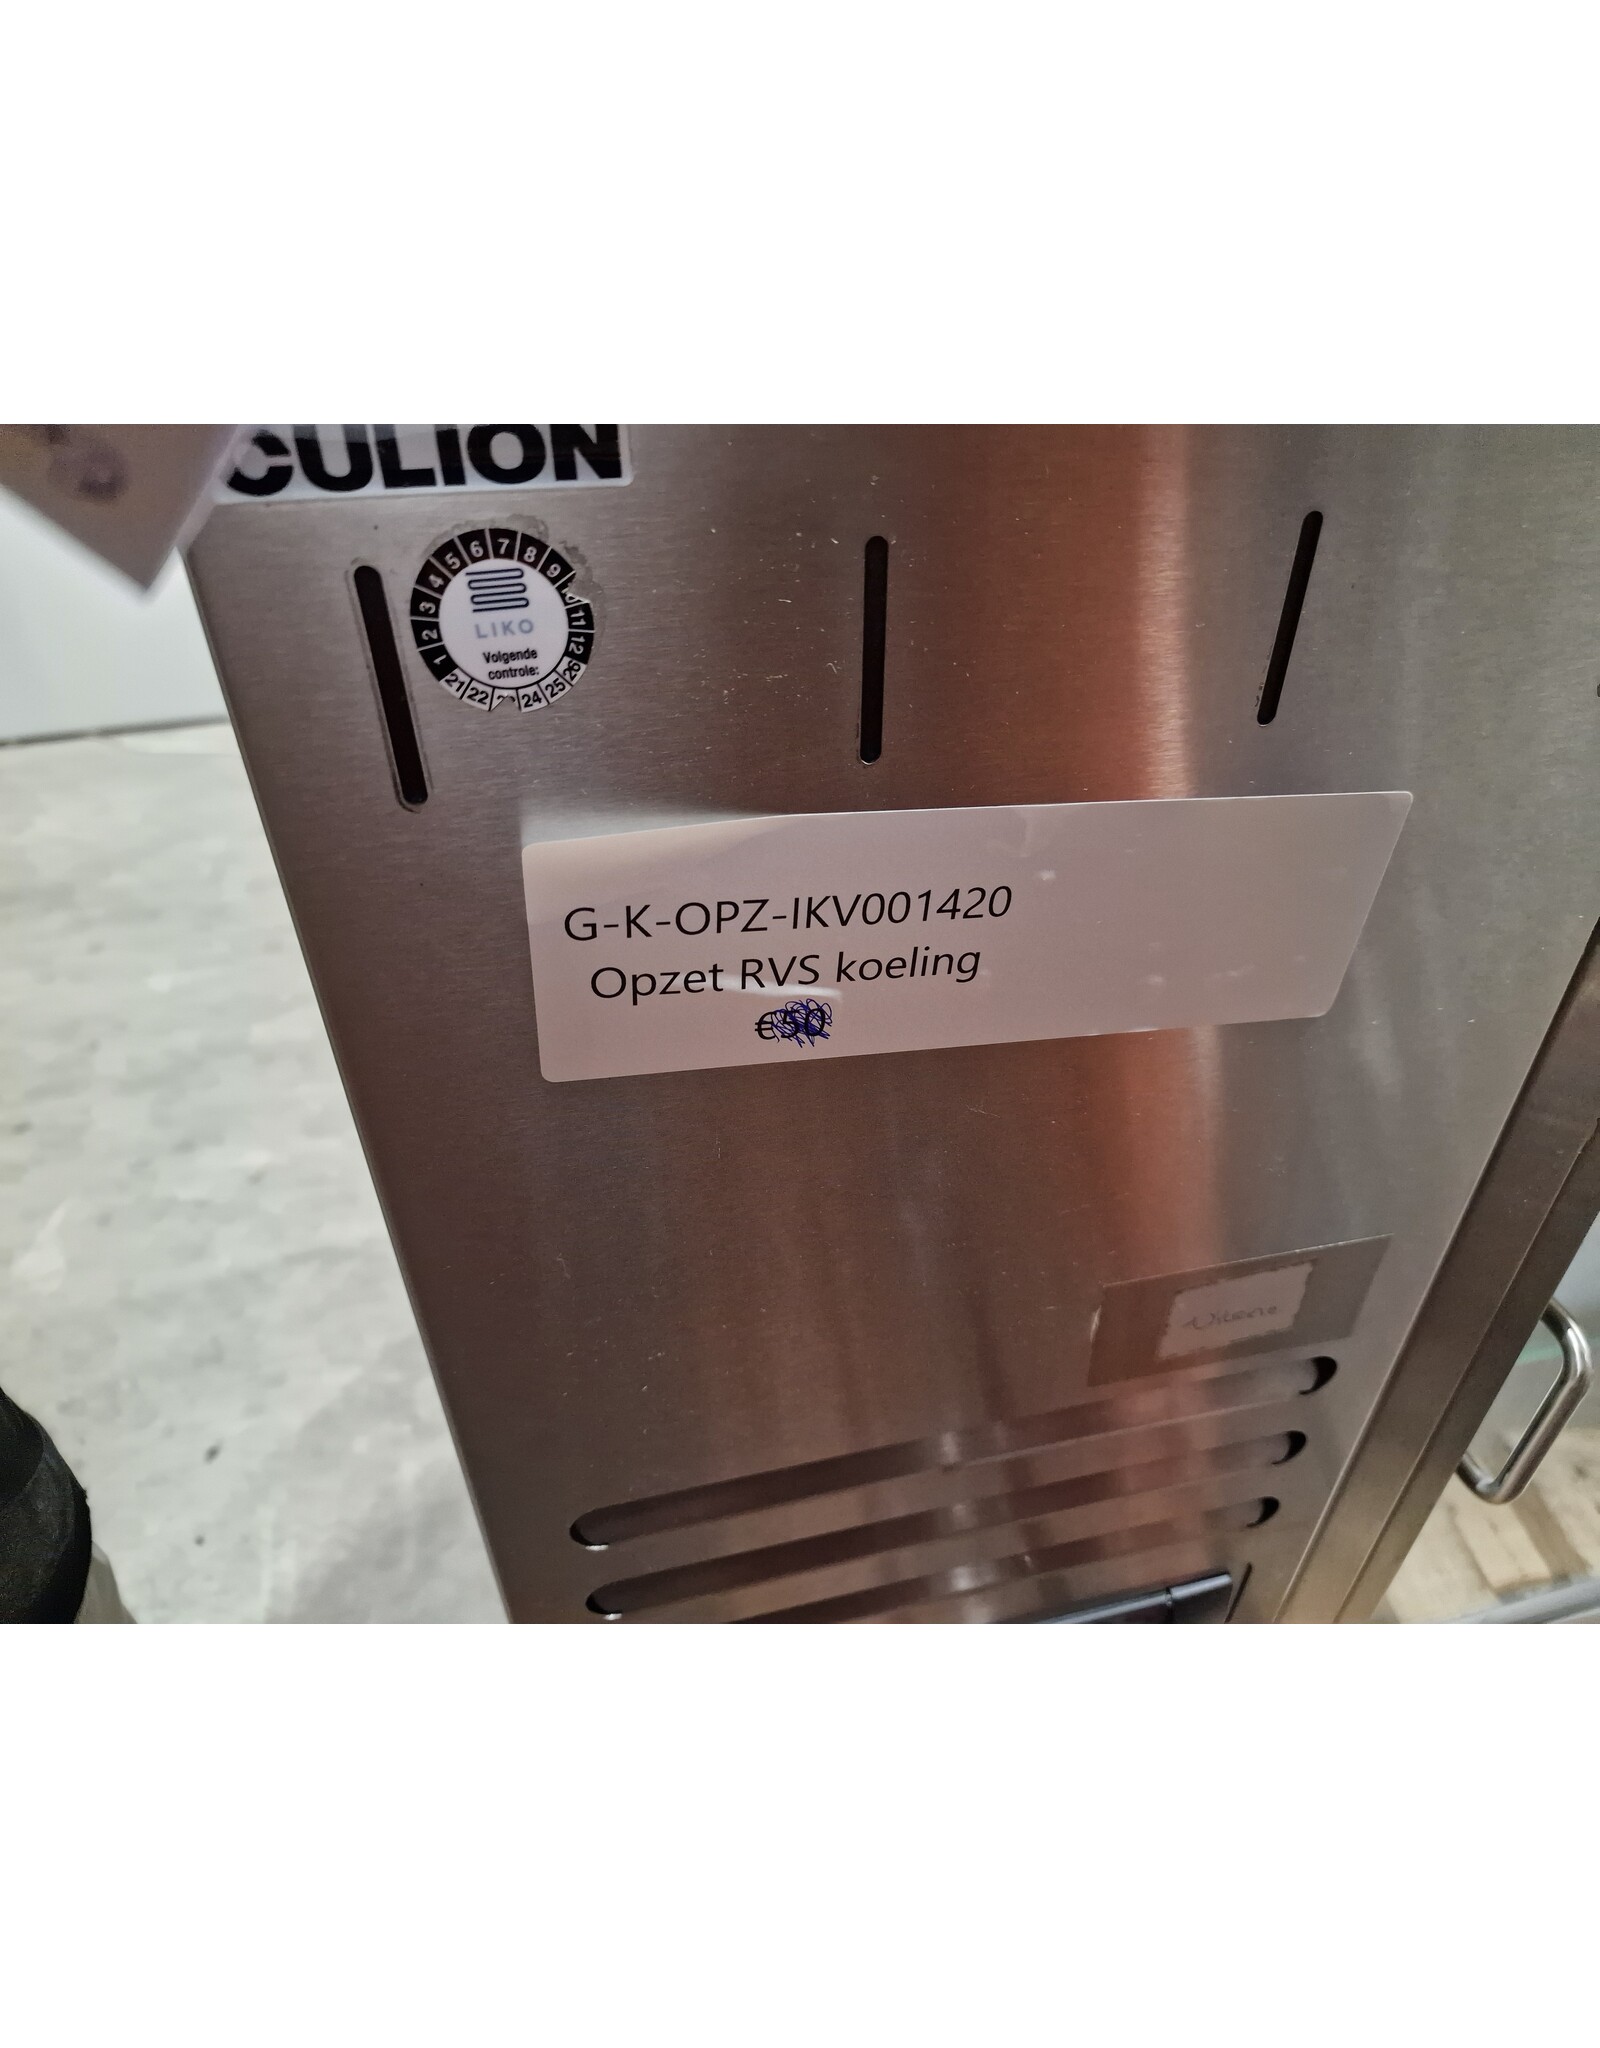 CULION
1 2 3 4 5 6 7 8 9 11 12
LIKO
Volgende
controle:
21 22 24 25 26
G-K-OPZ-IKV001420
Opzet RVS koeling
€50